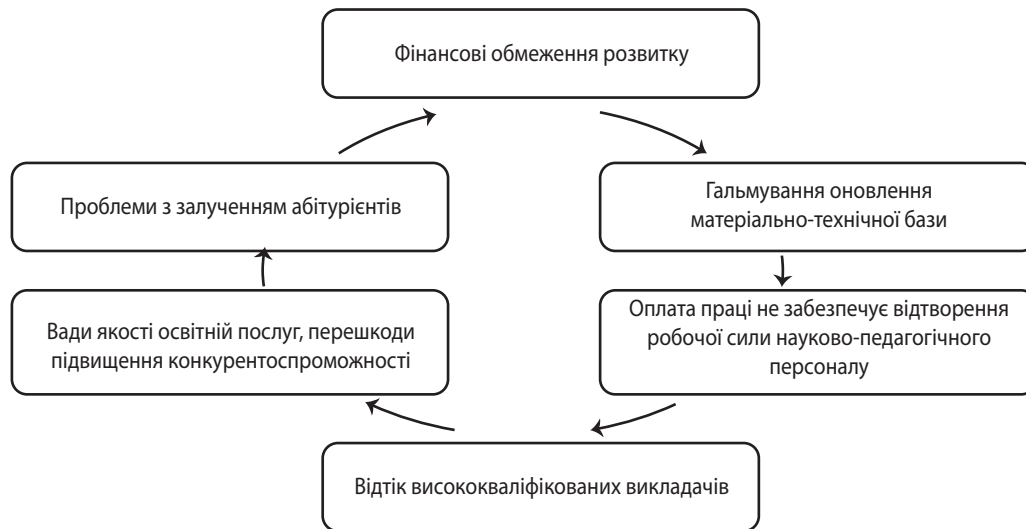 Фінансові обмеження розвитку
Проблеми з залученням абітурієнтів
Гальмування оновлення
матеріально-технічної бази
Вади якості освітній послуг, перешкоди
підвищення конкурентоспроможності
Оплата праці не забезпечує відтворення
робочої сили науково-педагогічного
персоналу
Відтік висококваліфікованих викладачів